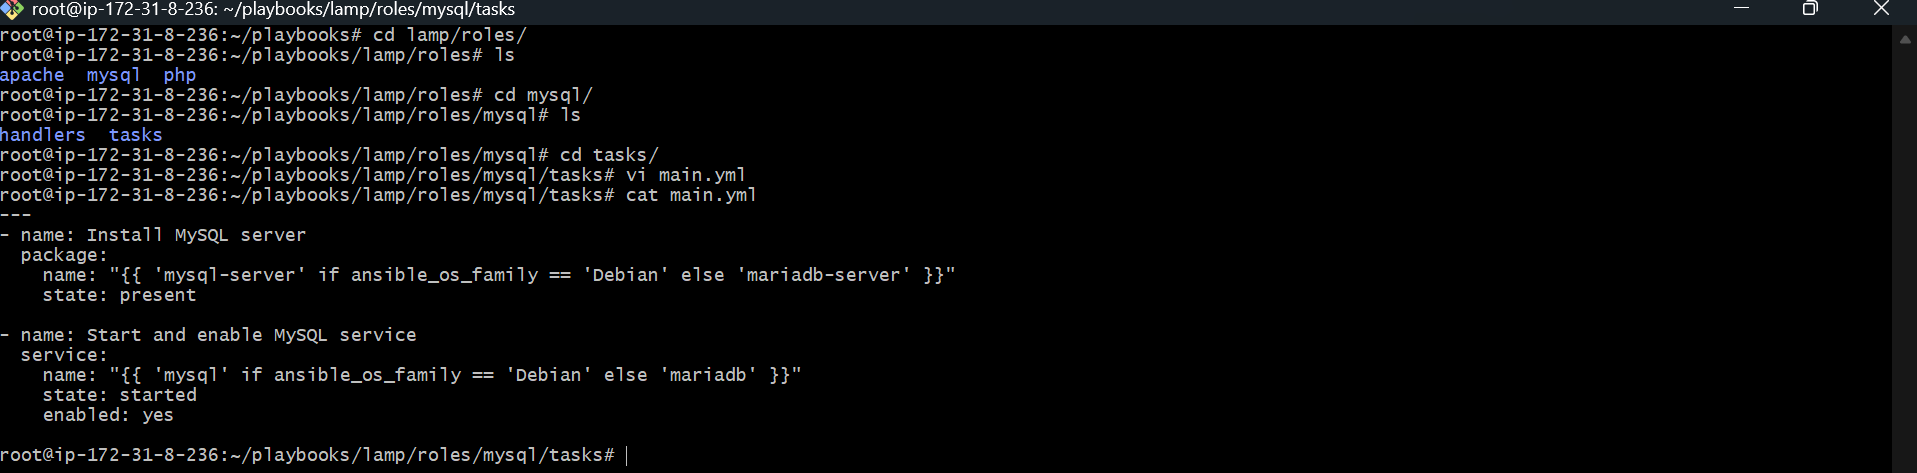 root@ip-172-31-8-236: ~/playbooks/lamp/roles/mysql/tasks
root@ip-172-31-8-236:~/playbooks# cd lamp/roles/
root@ip-172-31-8-236:~/playbooks/lamp/roles# ls
apache  mysql  php
root@ip-172-31-8-236:~/playbooks/lamp/roles# cd mysql/
root@ip-172-31-8-236:~/playbooks/lamp/roles/mysql# ls
handlers  tasks
root@ip-172-31-8-236:~/playbooks/lamp/roles/mysql# cd tasks/
root@ip-172-31-8-236:~/playbooks/lamp/roles/mysql/tasks# vi main.yml
root@ip-172-31-8-236:~/playbooks/lamp/roles/mysql/tasks# cat main.yml
---
- name: Install MySQL server
  package:
    name: "{{ 'mysql-server' if ansible_os_family == 'Debian' else 'mariadb-server' }}"
    state: present

- name: Start and enable MySQL service
  service:
    name: "{{ 'mysql' if ansible_os_family == 'Debian' else 'mariadb' }}"
    state: started
    enabled: yes

root@ip-172-31-8-236:~/playbooks/lamp/roles/mysql/tasks#